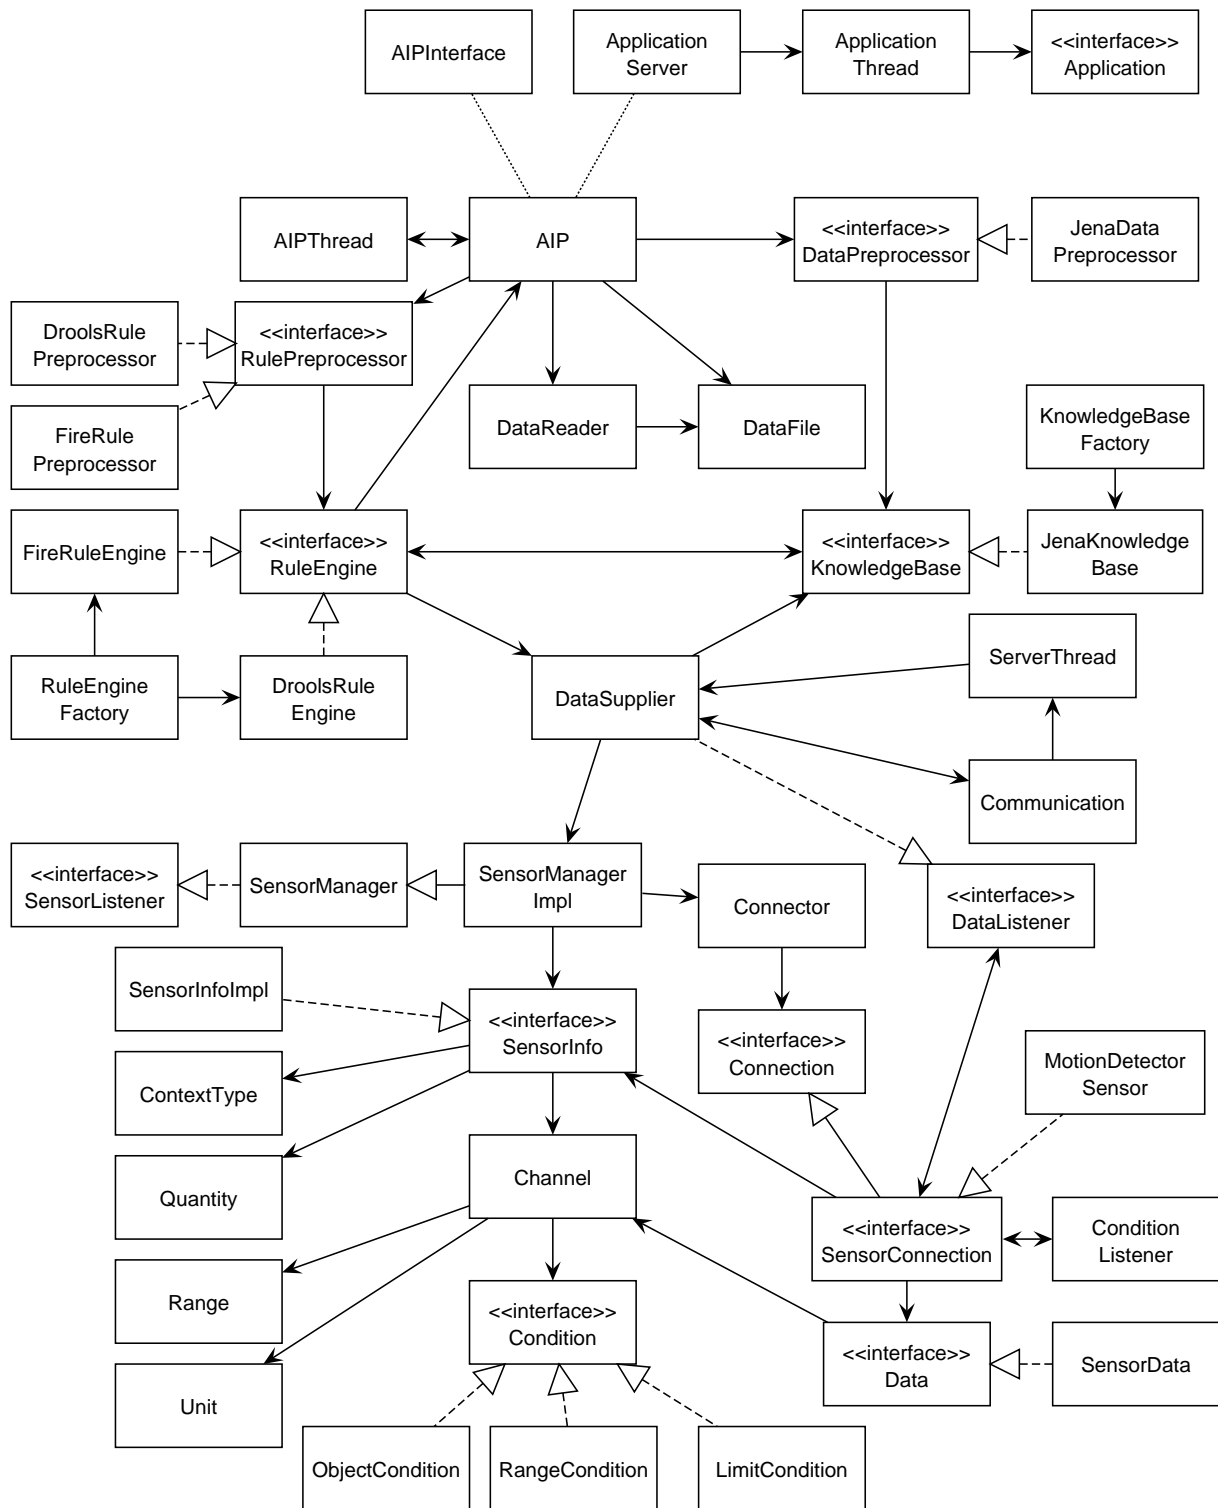 AIPInterface
Application
Server
Application
Thread
<<interface>>
Application
AIPThread
AIP
<<interface>>
DataPreprocessor
JenaData
Preprocessor
DroolsRule
Preprocessor
<<interface>>
RulePreprocessor
FireRule
Preprocessor
DataReader
DataFile
KnowledgeBase
Factory
FireRuleEngine
<<interface>>
RuleEngine
<<interface>>
KnowledgeBase
JenaKnowledge
Base
RuleEngine
Factory
DroolsRule
Engine
DataSupplier
ServerThread
Communication
<<interface>>
SensorListener
SensorManager
SensorManager
Impl
Connector
<<interface>>
DataListener
SensorInfoImpl
<<interface>>
SensorInfo
<<interface>>
Connection
MotionDetector
Sensor
ContextType
Quantity
Channel
<<interface>>
SensorConnection
Condition
Listener
Range
<<interface>>
Condition
<<interface>>
Data
SensorData
Unit
ObjectCondition
RangeCondition
LimitCondition